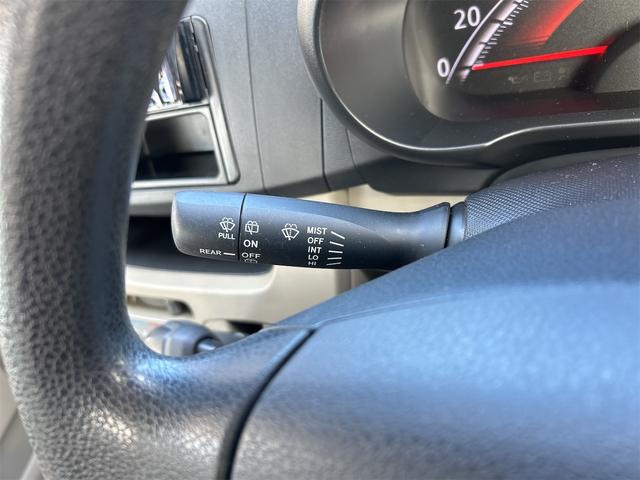 20
0
PULL
REAR
ON
OFF
MIST
OFF
INT
LO
HI